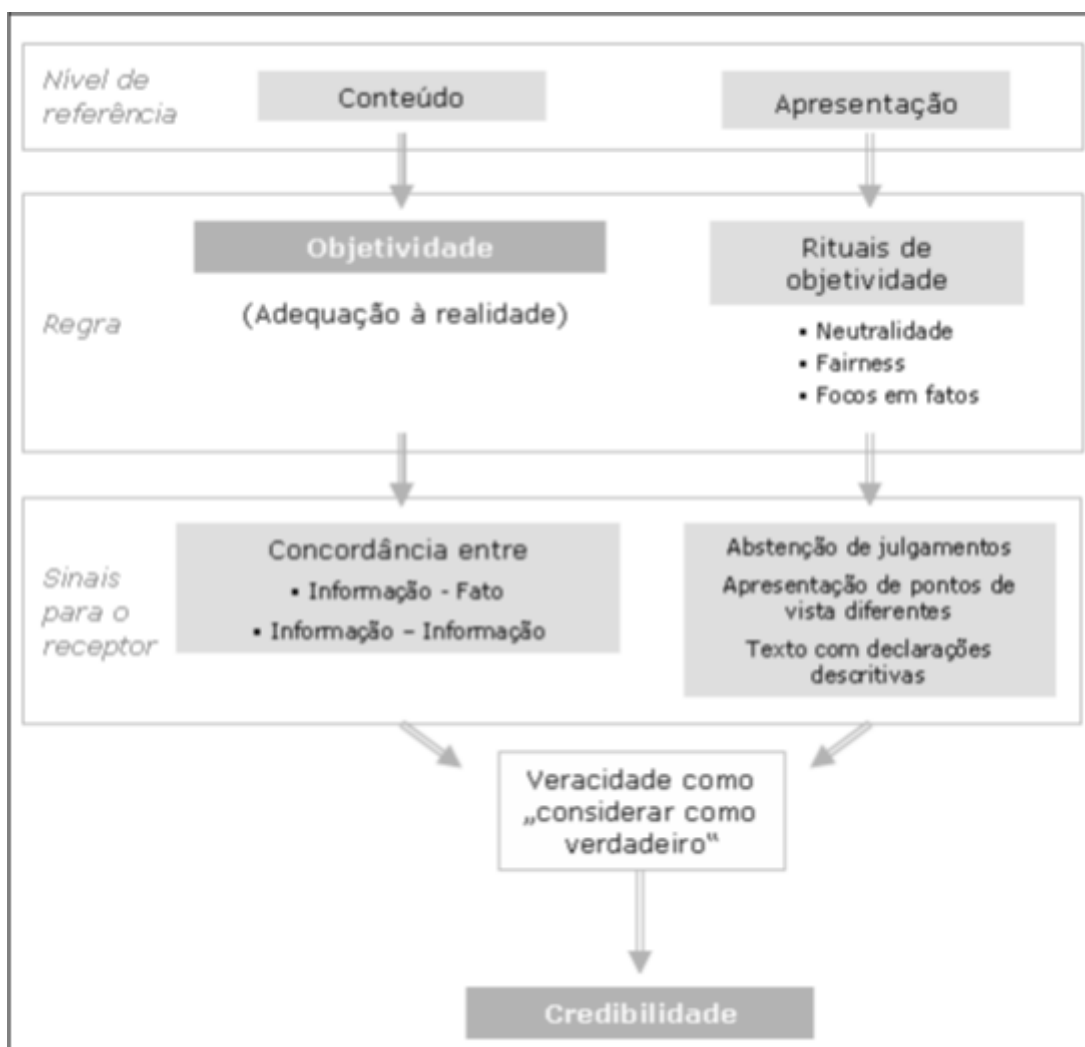 Nível de
referência
Conteúdo
Apresentação
Regra
Objetividade
(Adequação à realidade)
Rituais de
objetividade
▪ Neutralidade
▪ Fairness
▪ Focos em fatos
Sinais
para o
receptor
Concordância entre
▪ Informação - Fato
▪ Informação – Informação
Abstenção de julgamentos
Apresentação de pontos de
vista diferentes
Texto com declarações
descritivas
Veracidade como
„considerar como
verdadeiro“
Credibilidade